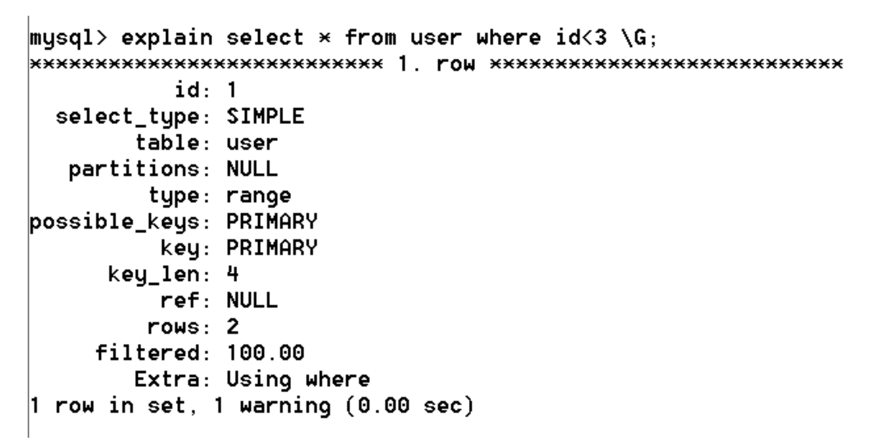 mysql> explain select * from user where id<3 \G;
*************************** 1. row ***************************
id: 1
select_type: SIMPLE
table: user
partitions: NULL
type: range
possible_keys: PRIMARY
key: PRIMARY
key_len: 4
ref: NULL
rows: 2
filtered: 100.00
Extra: Using where
1 row in set, 1 warning (0.00 sec)